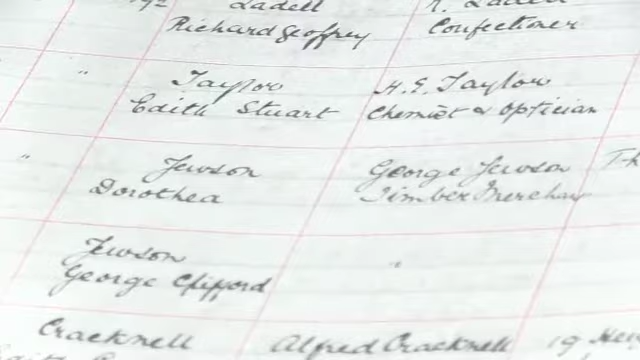 Ladell
Richard Geoffrey
Confectioner
"
Taylor
H.S. Taylor
Edith Stuart
Chemist & Optician
"
Jewson
George Jewson
Dorothea
Timber Merchant
Jewson
"
George Clifford
Cracknell
Alfred Cracknell
19